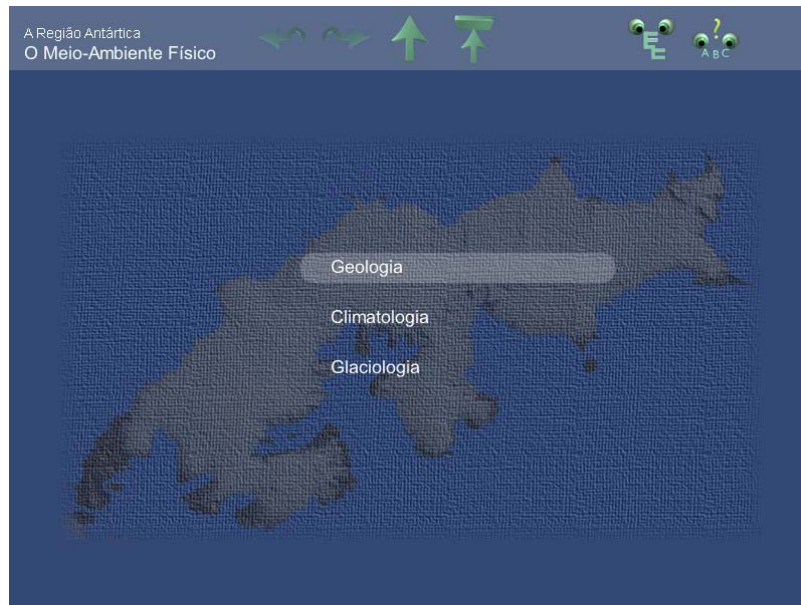 A Região Antártica
O Meio-Ambiente Físico
E
E
?
A B C
Geologia
Climatologia
Glaciologia